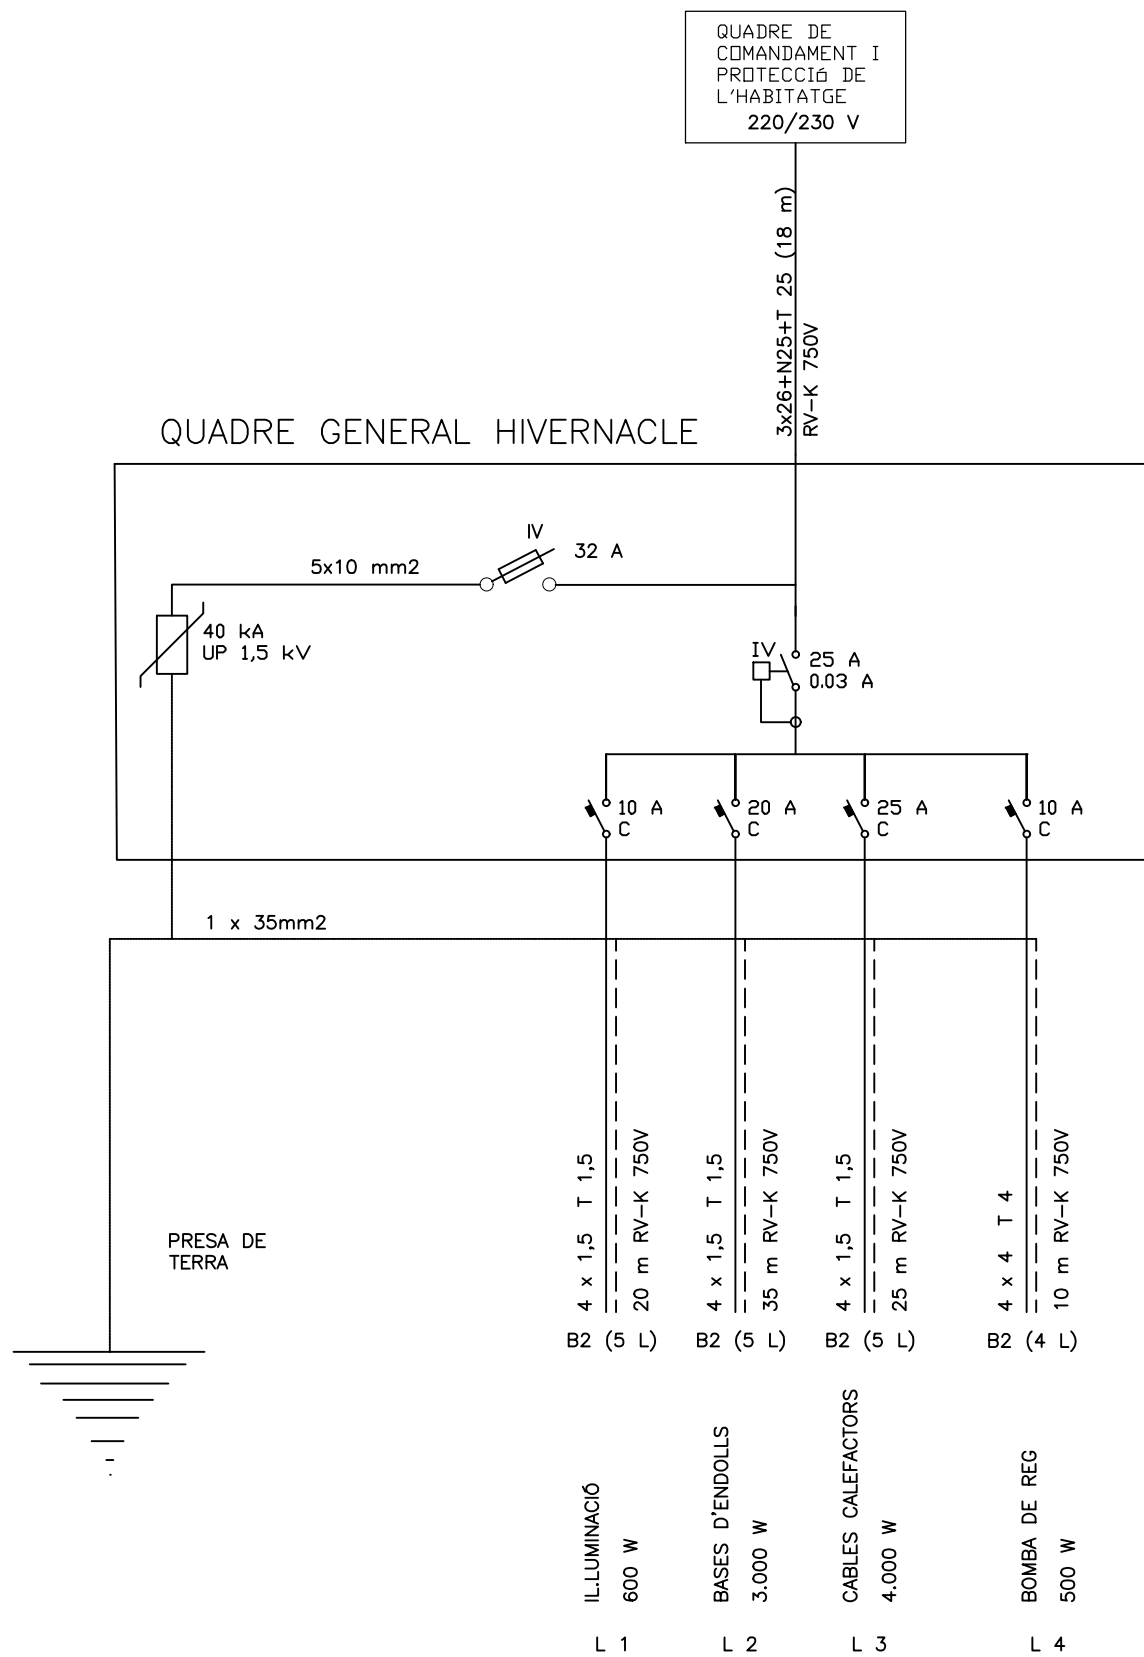 QUADRE DE
COMANDAMENT I
PROTECCIó DE
L'HABITATGE
220/230 V
3x26+N25+T 25 (18 m)
RV-K 750V
QUADRE GENERAL HIVERNACLE
IV
32 A
5x10 mm2
40 kA
UP 1,5 kV
IV
25 A
0.03 A
10 A
C
20 A
C
25 A
C
10 A
C
1 x 35mm2
4 x 1,5 T 1,5
20 m RV-K 750V
4 x 1,5 T 1,5
35 m RV-K 750V
4 x 1,5 T 1,5
25 m RV-K 750V
4 x 4 T 4
10 m RV-K 750V
PRESA DE
TERRA
B2 (5 L)
B2 (5 L)
B2 (5 L)
B2 (4 L)
IL.LUMINACIÓ
600 W
BASES D'ENDOLLS
3.000 W
CABLES CALEFACTORS
4.000 W
BOMBA DE REG
500 W
L 1
L 2
L 3
L 4